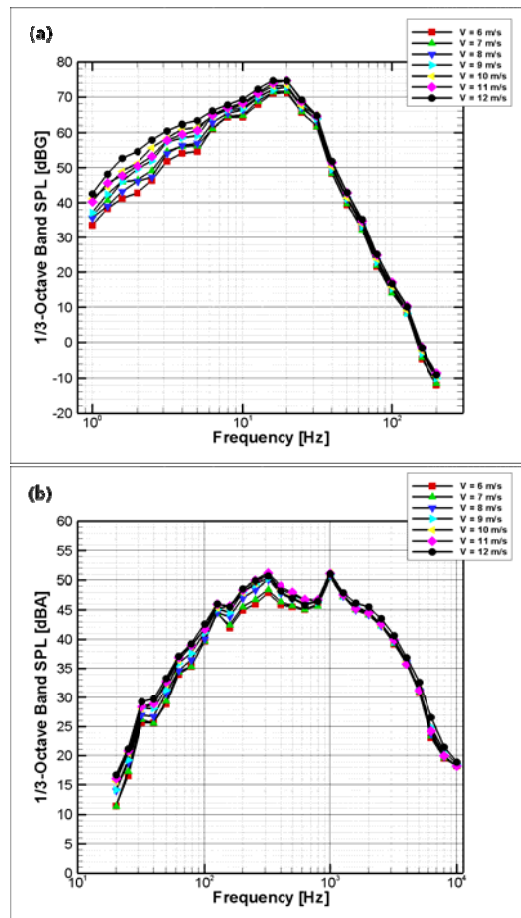 (a)
V = 6 m/s
V = 7 m/s
V = 8 m/s
V = 9 m/s
V = 10 m/s
V = 11 m/s
V = 12 m/s
1/3-Octave Band SPL [dBG]
80
70
60
50
40
30
20
10
0
-10
-20
10⁰ 10¹ 10²
Frequency [Hz]
(b)
V = 6 m/s
V = 7 m/s
V = 8 m/s
V = 9 m/s
V = 10 m/s
V = 11 m/s
V = 12 m/s
1/3-Octave Band SPL [dBA]
60
55
50
45
40
35
30
25
20
15
10
5
0
10¹ 10² 10³ 10⁴
Frequency [Hz]